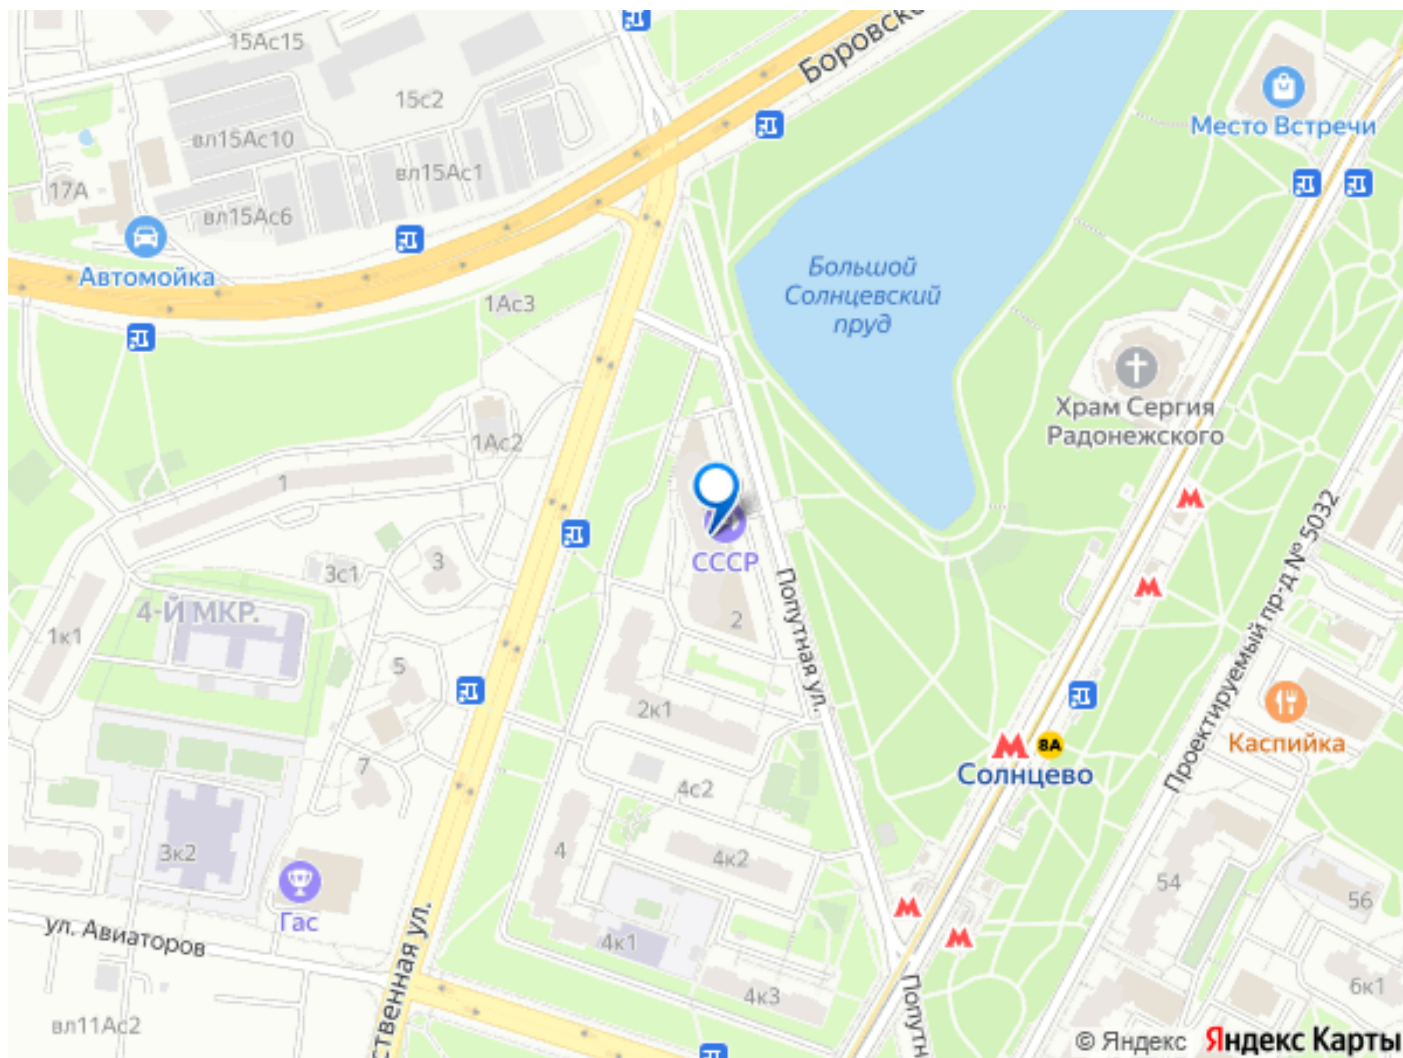 15Ас15
Боровско
15с2
Место Встречи
вл15Ас10
вл15Ас1
17А
вл15Ас6
Автомойка
Большой
Солнцевский
пруд
1Ас3
Храм Сергия
Радонежского
1Ас2
1
СССР
3
3с1
4-Й МКР.
1к1
2
Попутная ул.
Проектируемый пр-д № 5032
5
2к1
Каспийка
7
8А
Солнцево
4с2
3к2
4
4к2
54
56
Гас
ул. Авиаторов
4к1
4к3
6к1
ственная ул.
Попутн
вл11Ас2
© Яндекс Яндекс Карты